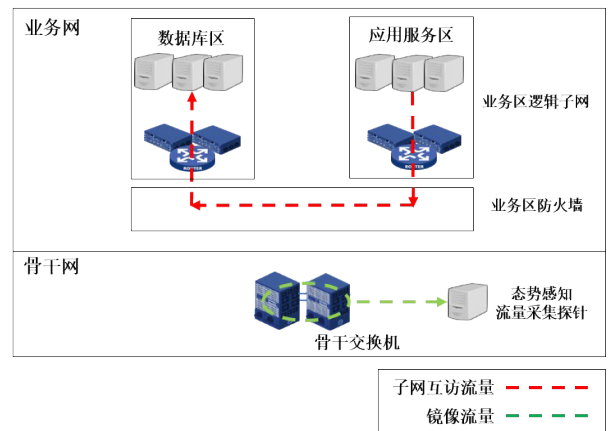 业务网
数据库区
应用服务区
业务区逻辑子网
ROUTER
ROUTER
业务区防火墙
骨干网
态势感知
流量采集探针
骨干交换机
子网互访流量
镜像流量